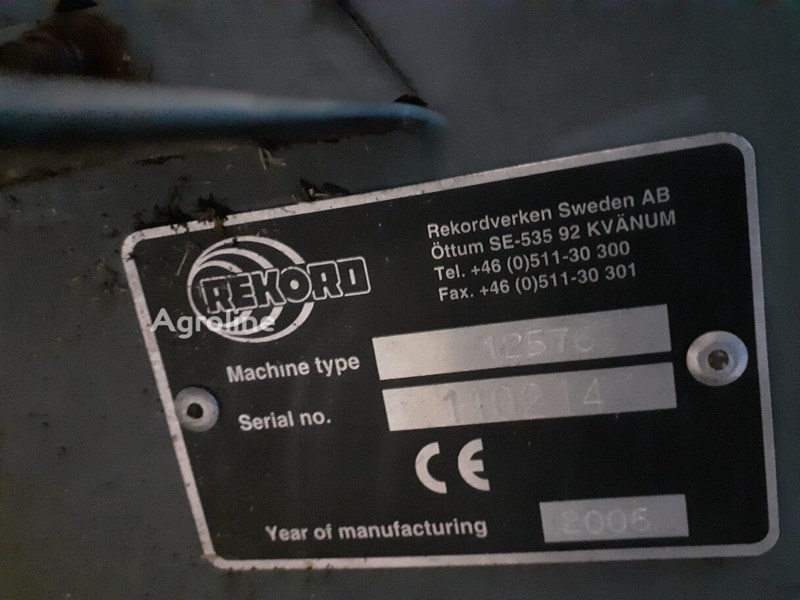 Rekordverken Sweden AB
Öttum SE-535 92 KVÄNUM
Tel. +46 (0)511-30 300
Fax. +46 (0)511-30 301
REKORD
Agroline
Machine type 12576
Serial no. 110214
CE
Year of manufacturing 2006